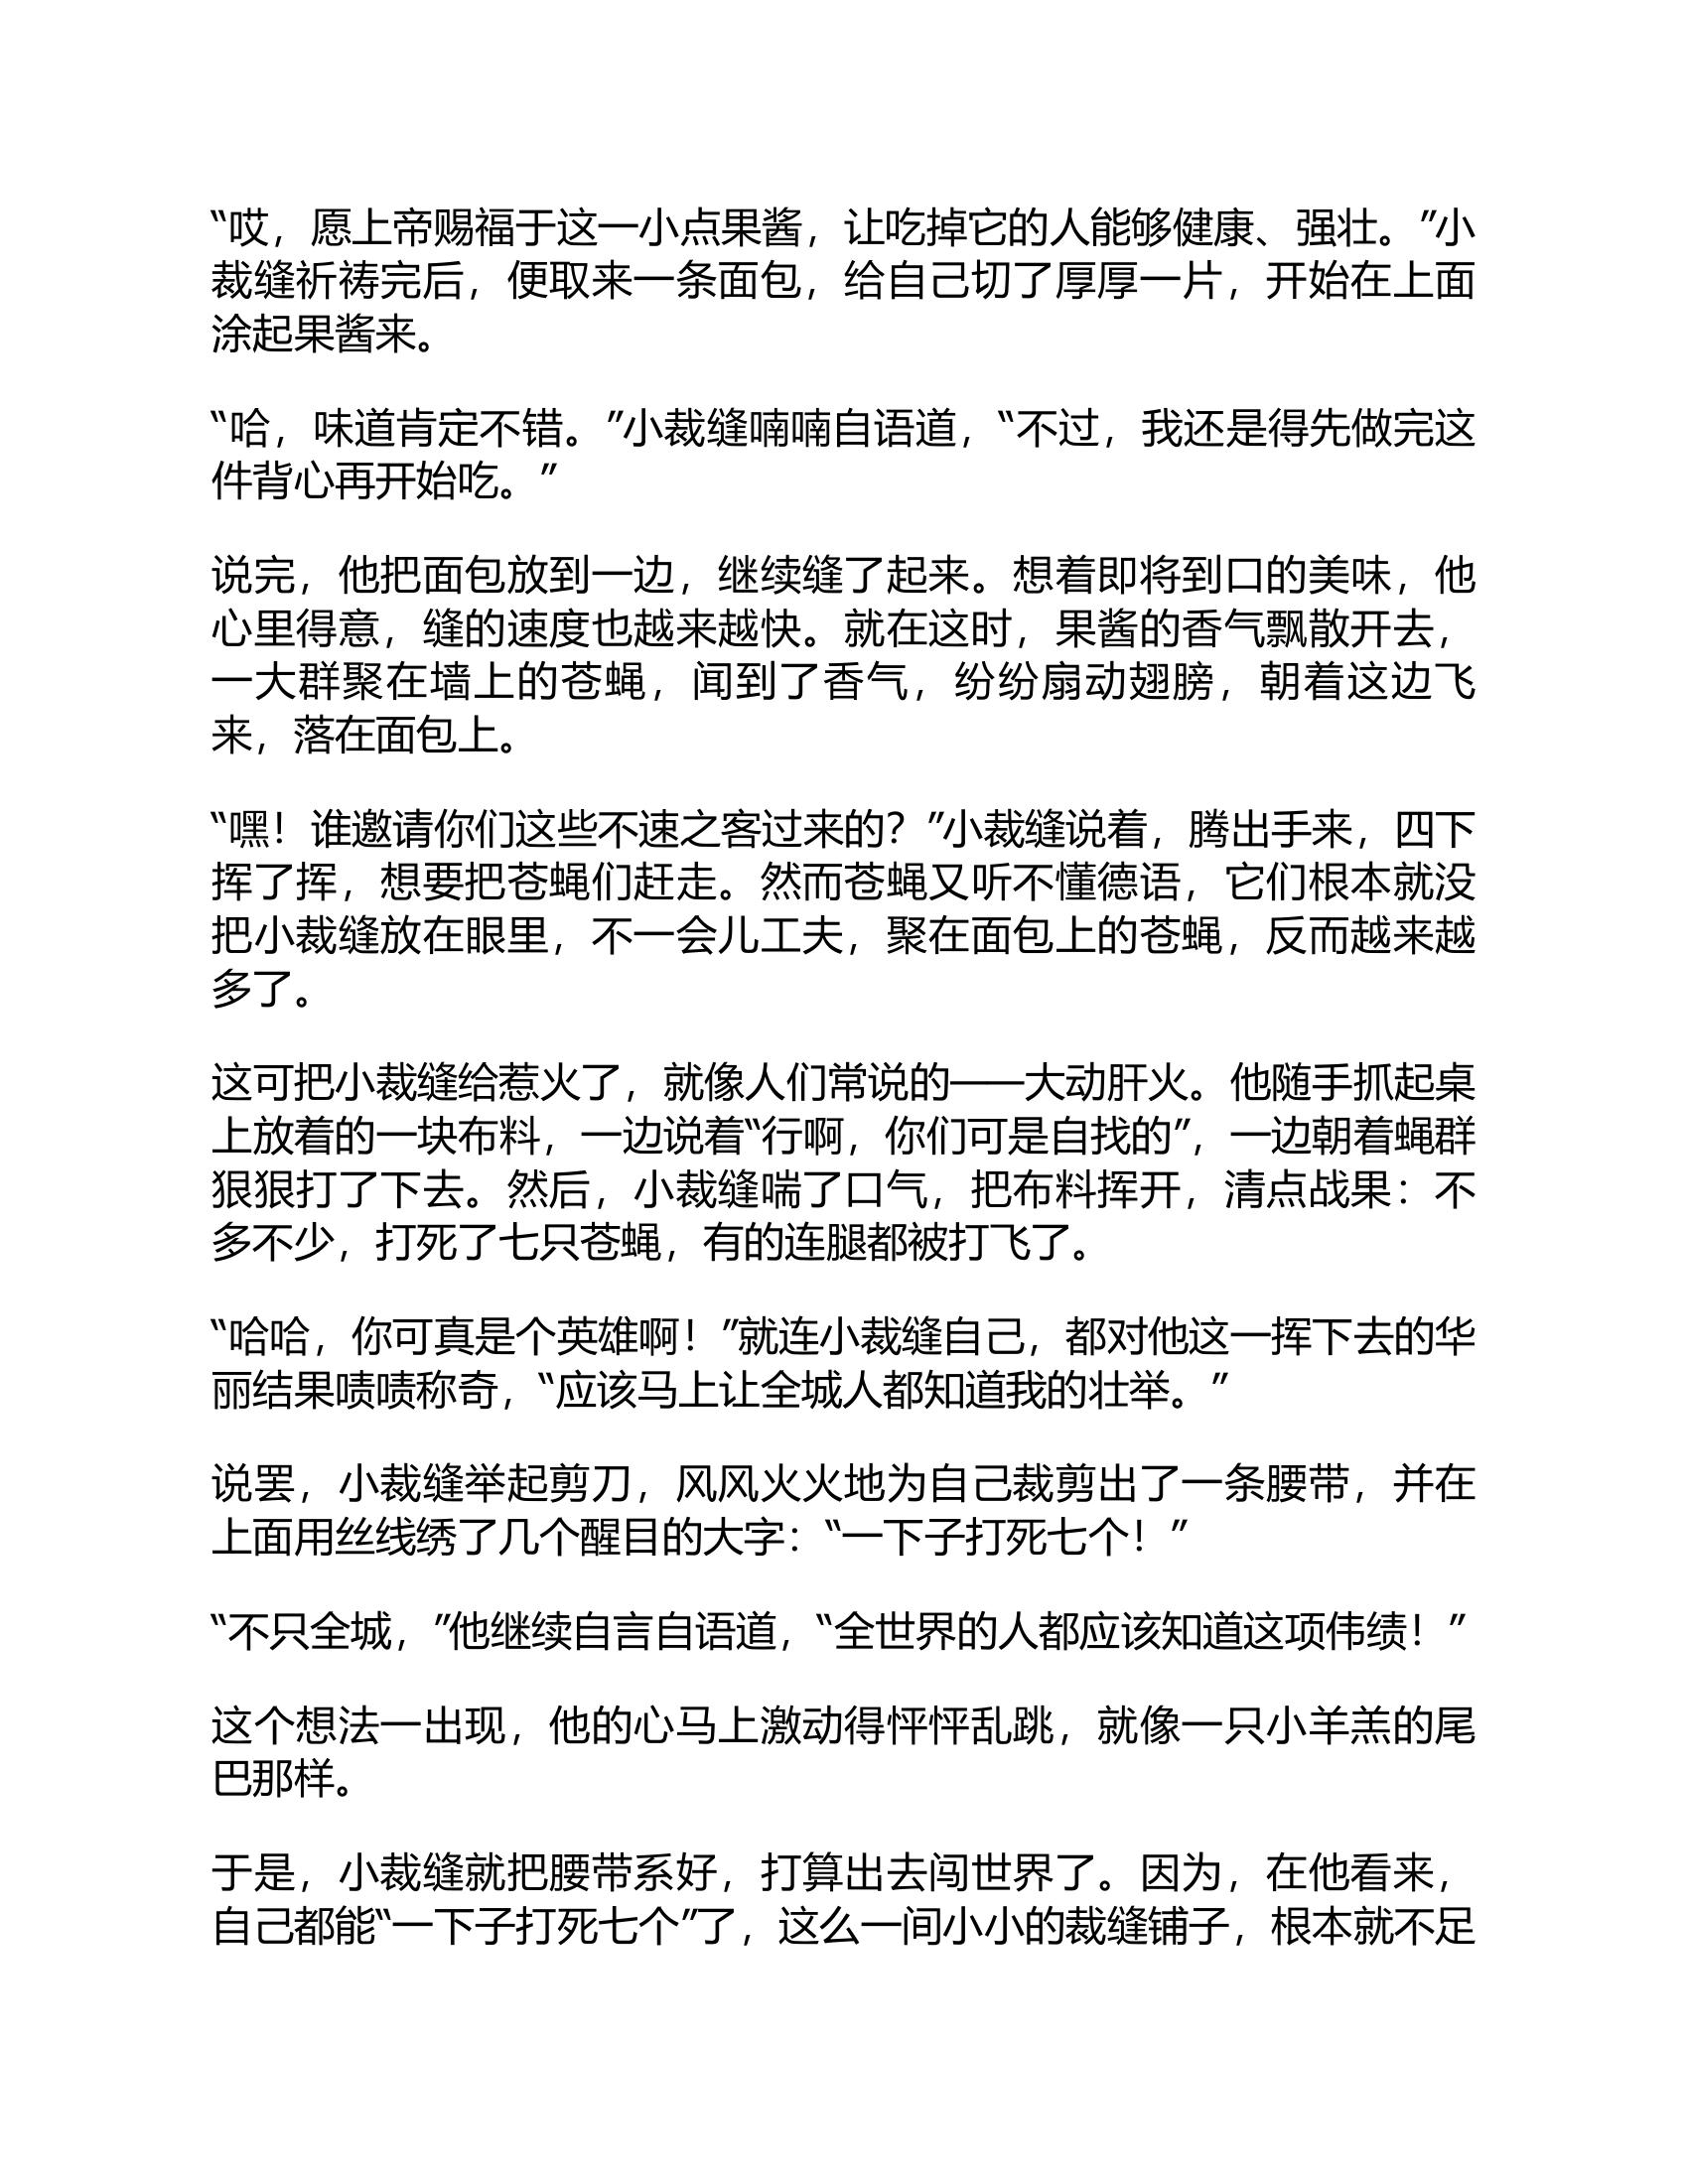 “哎，愿上帝赐福于这一小点果酱，让吃掉它的人能够健康、强壮。”小
裁缝祈祷完后，便取来一条面包，给自己切了厚厚一片，开始在上面
涂起果酱来。
“哈，味道肯定不错。”小裁缝喃喃自语道，“不过，我还是得先做完这
件背心再开始吃。”
说完，他把面包放到一边，继续缝了起来。想着即将到口的美味，他
心里得意，缝的速度也越来越快。就在这时，果酱的香气飘散开去，
一大群聚在墙上的苍蝇，闻到了香气，纷纷扇动翅膀，朝着这边飞
来，落在面包上。
“嘿！谁邀请你们这些不速之客过来的？”小裁缝说着，腾出手来，四下
挥了挥，想要把苍蝇们赶走。然而苍蝇又听不懂德语，它们根本就没
把小裁缝放在眼里，不一会儿工夫，聚在面包上的苍蝇，反而越来越
多了。
这可把小裁缝给惹火了，就像人们常说的——大动肝火。他随手抓起桌
上放着的一块布料，一边说着“行啊，你们可是自找的”，一边朝着蝇群
狠狠打了下去。然后，小裁缝喘了口气，把布料挥开，清点战果：不
多不少，打死了七只苍蝇，有的连腿都被打飞了。
“哈哈，你可真是个英雄啊！”就连小裁缝自己，都对他这一挥下去的华
丽结果啧啧称奇，“应该马上让全城人都知道我的壮举。”
说罢，小裁缝举起剪刀，风风火火地为自己裁剪出了一条腰带，并在
上面用丝线绣了几个醒目的大字：“一下子打死七个！”
“不只全城，”他继续自言自语道，“全世界的人都应该知道这项伟绩！”
这个想法一出现，他的心马上激动得怦怦乱跳，就像一只小羊羔的尾
巴那样。
于是，小裁缝就把腰带系好，打算出去闯世界了。因为，在他看来，
自己都能“一下子打死七个”了，这么一间小小的裁缝铺子，根本就不足